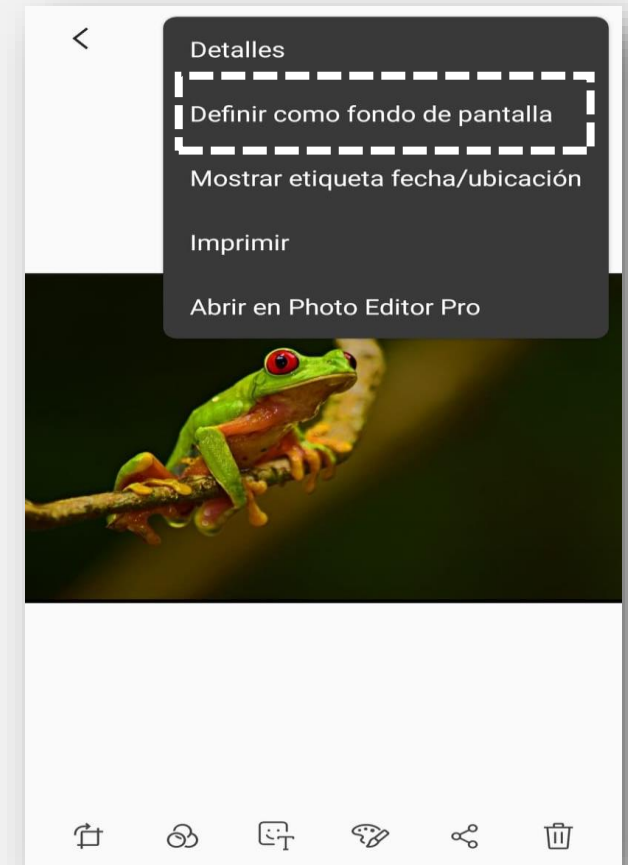 Detalles
Definir como fondo de pantalla
Mostrar etiqueta fecha/ubicación
Imprimir
Abrir en Photo Editor Pro
T